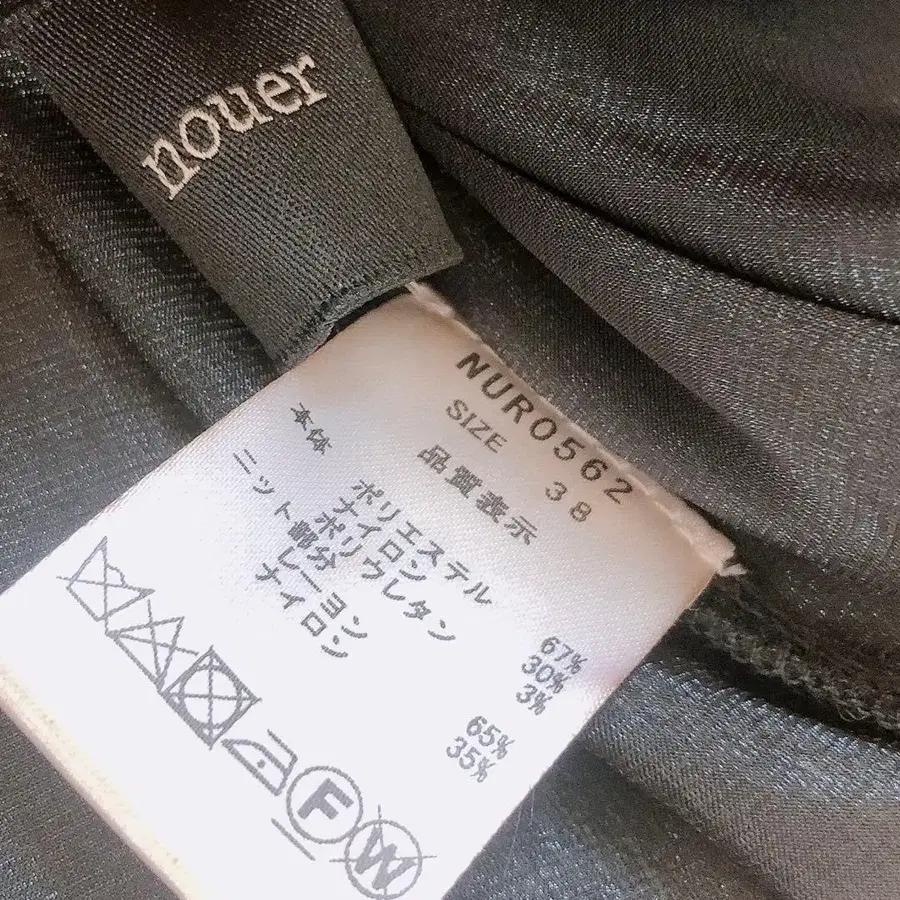 nouer
NUR0562
SIZE 38
品質表示
本体
ポリエステル 67%
ナイロン 30%
ポリウレタン 3%
ニット部分
レーヨン 65%
ナイロン 35%
F
W